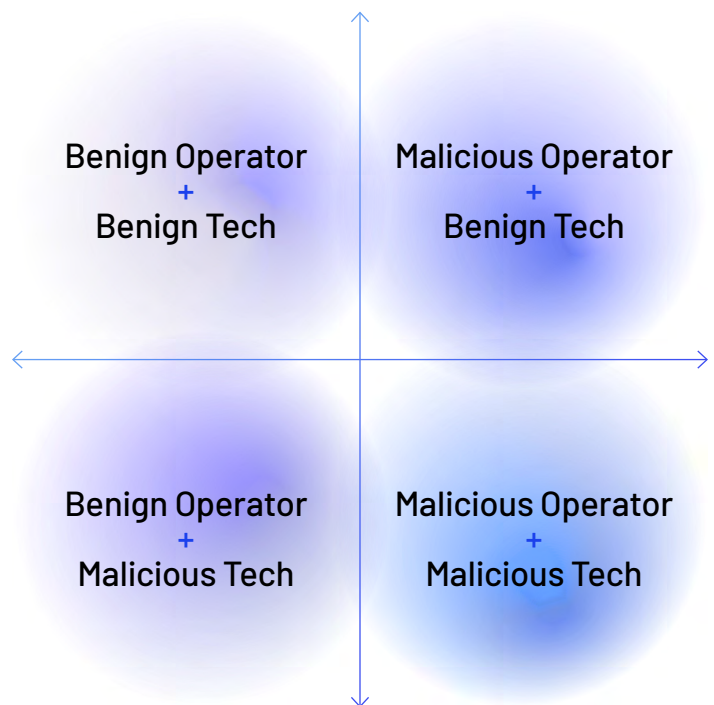 Benign Operator
+
Benign Tech
Malicious Operator
+
Benign Tech
Benign Operator
+
Malicious Tech
Malicious Operator
+
Malicious Tech